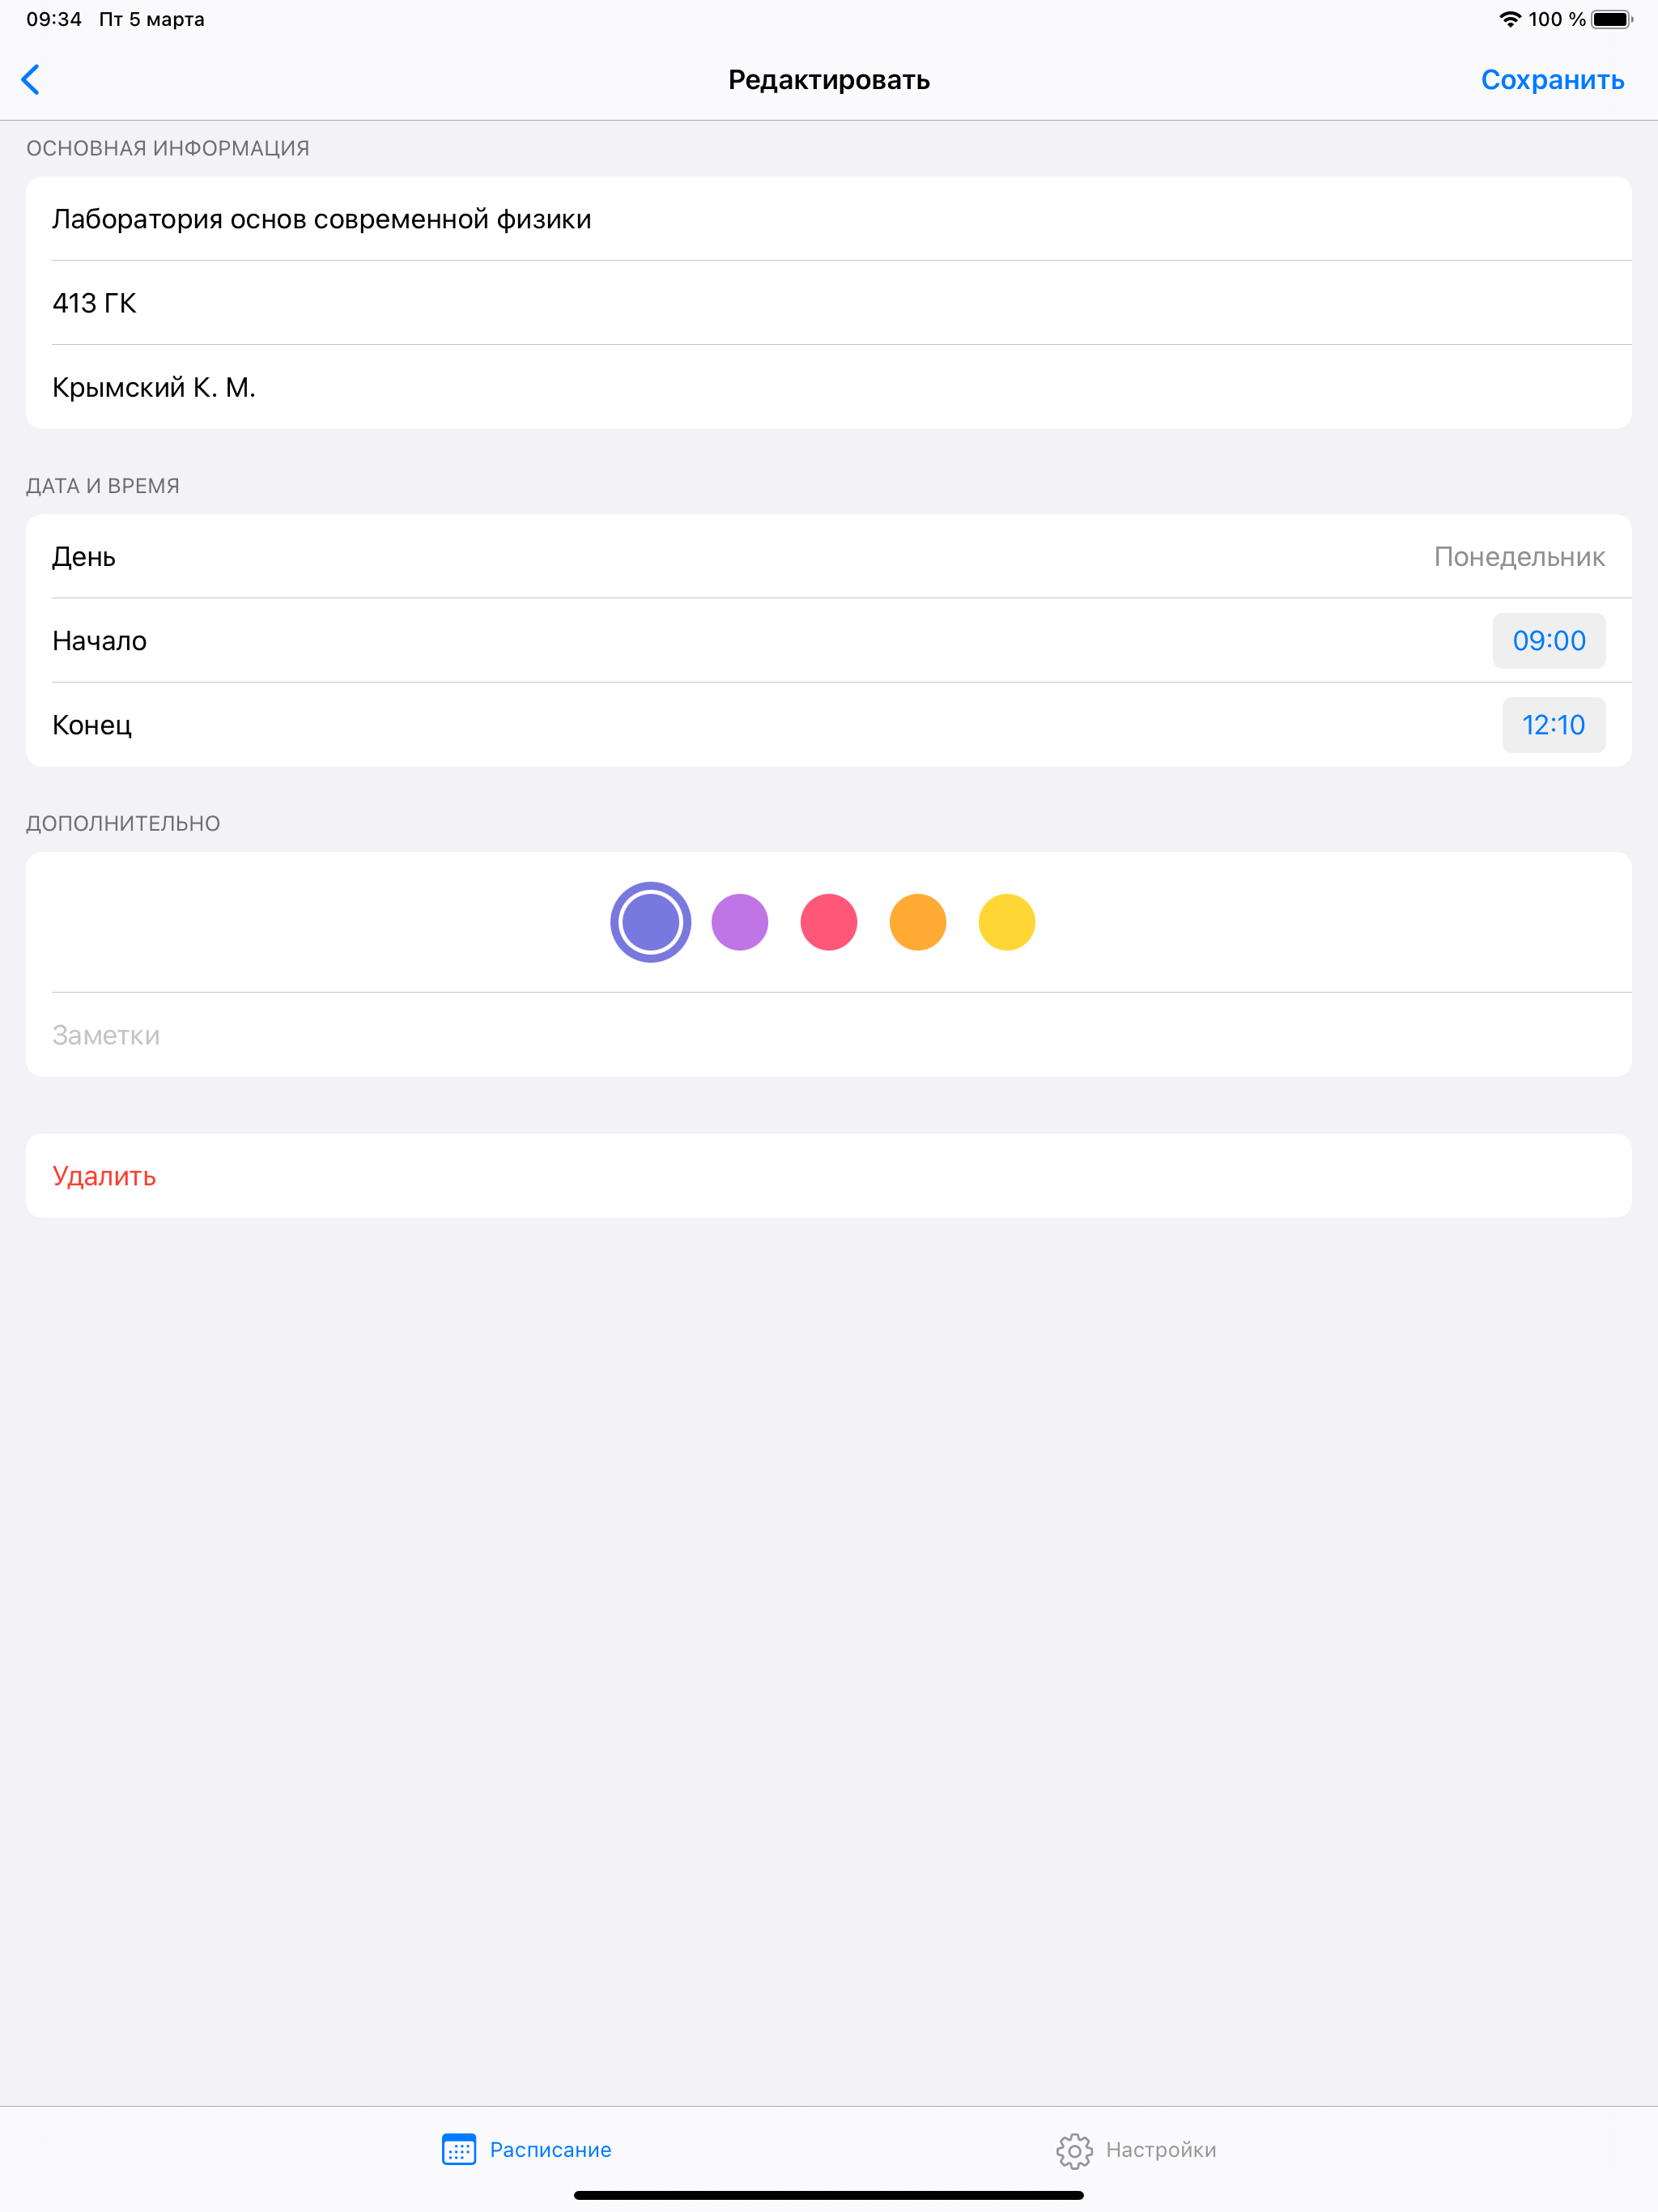 09:34 Пт 5 марта 100 %
Редактировать Сохранить
ОСНОВНАЯ ИНФОРМАЦИЯ
Лаборатория основ современной физики
413 ГК
Крымский К. М.
ДАТА И ВРЕМЯ
День Понедельник
Начало 09:00
Конец 12:10
ДОПОЛНИТЕЛЬНО
Заметки
Удалить
Расписание Настройки